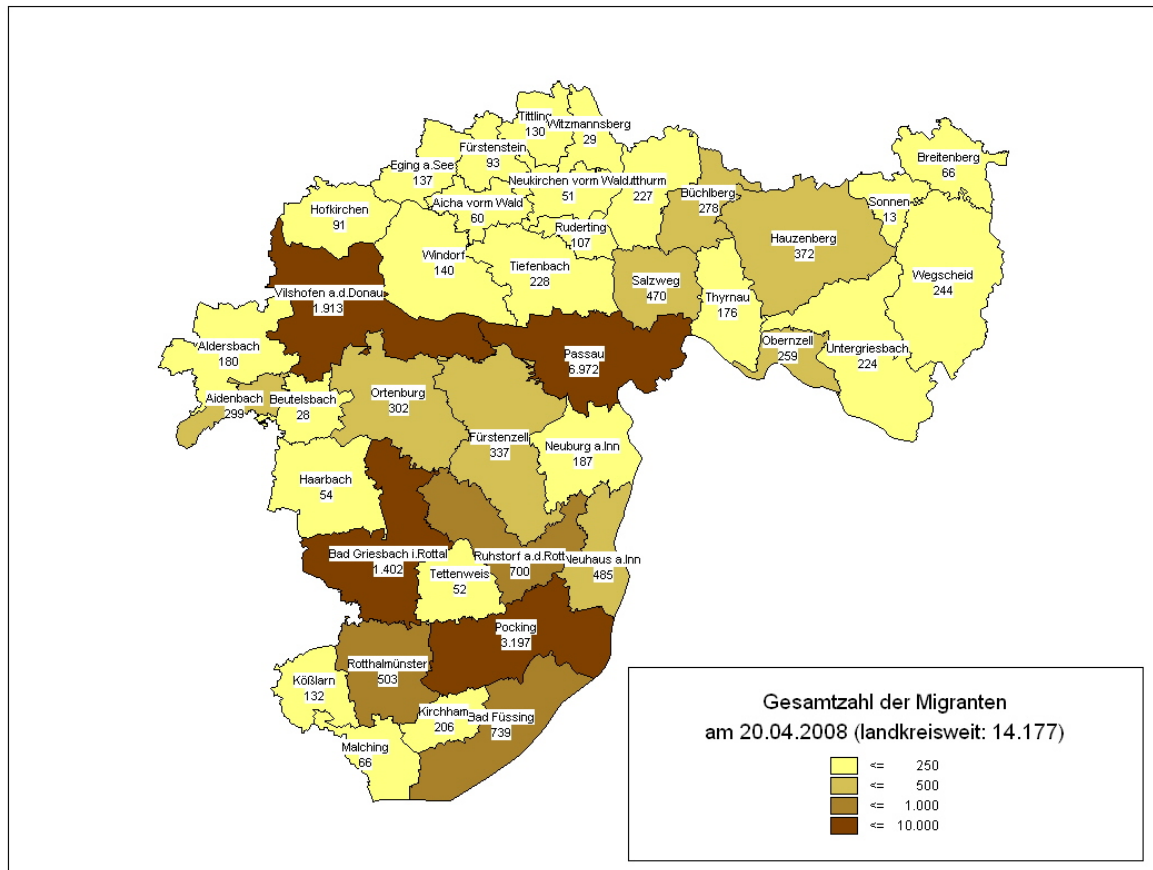 Tittling
130
Witzmannsberg
29
Fürstenstein
93
Eging a.See
137
Neukirchen vorm Wald
51
utthurm
227
Breitenberg
66
Büchlberg
278
Sonnen-
13
Hofkirchen
91
Aicha vorm Wald
60
Ruderting
107
Hauzenberg
372
Windorf
140
Tiefenbach
228
Salzweg
470
Wegscheid
244
Vilshofen a.d.Donau
1.913
Thyrnau
176
Aldersbach
180
Passau
6.972
Obernzell
259
Untergriesbach
224
Aidenbach
299
Beutelsbach
28
Ortenburg
302
Fürstenzell
337
Neuburg a.Inn
187
Haarbach
54
Bad Griesbach i.Rottal
1.402
Ruhstorf a.d.Rott
700
Neuhaus a.Inn
485
Tettenweis
52
Pocking
3.197
Rotthalmünster
503
Kößlarn
132
Kirchham
206
Bad Füssing
739
Malching
66
Gesamtzahl der Migranten
am 20.04.2008 (landkreisweit: 14.177)
<= 250
<= 500
<= 1.000
<= 10.000